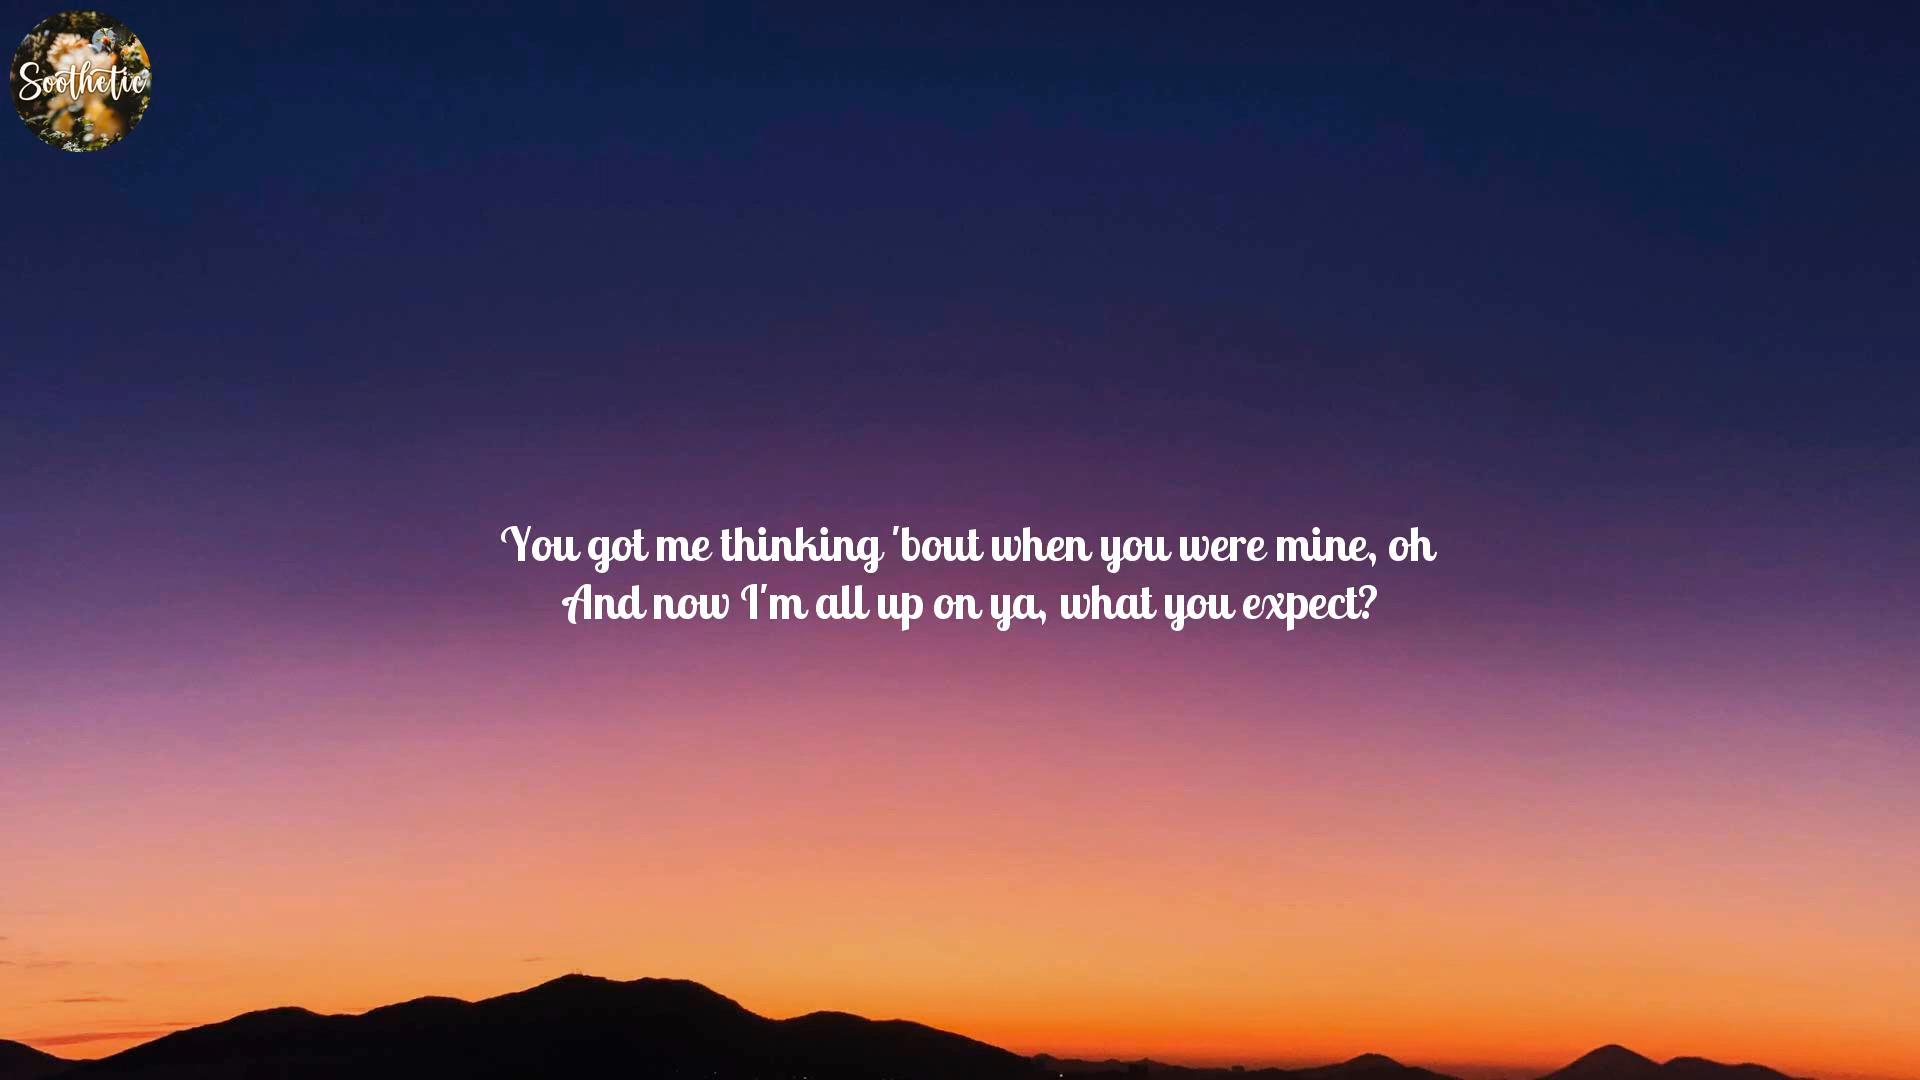 Soothetic
You got me thinking 'bout when you were mine, oh
And now I'm all up on ya, what you expect?